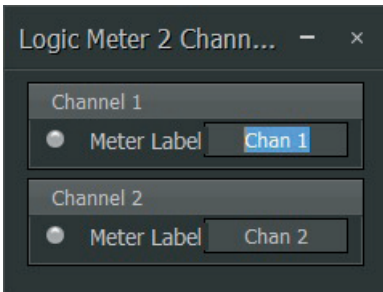 Logic Meter 2 Chann...
Channel 1
Meter Label Chan 1
Channel 2
Meter Label Chan 2